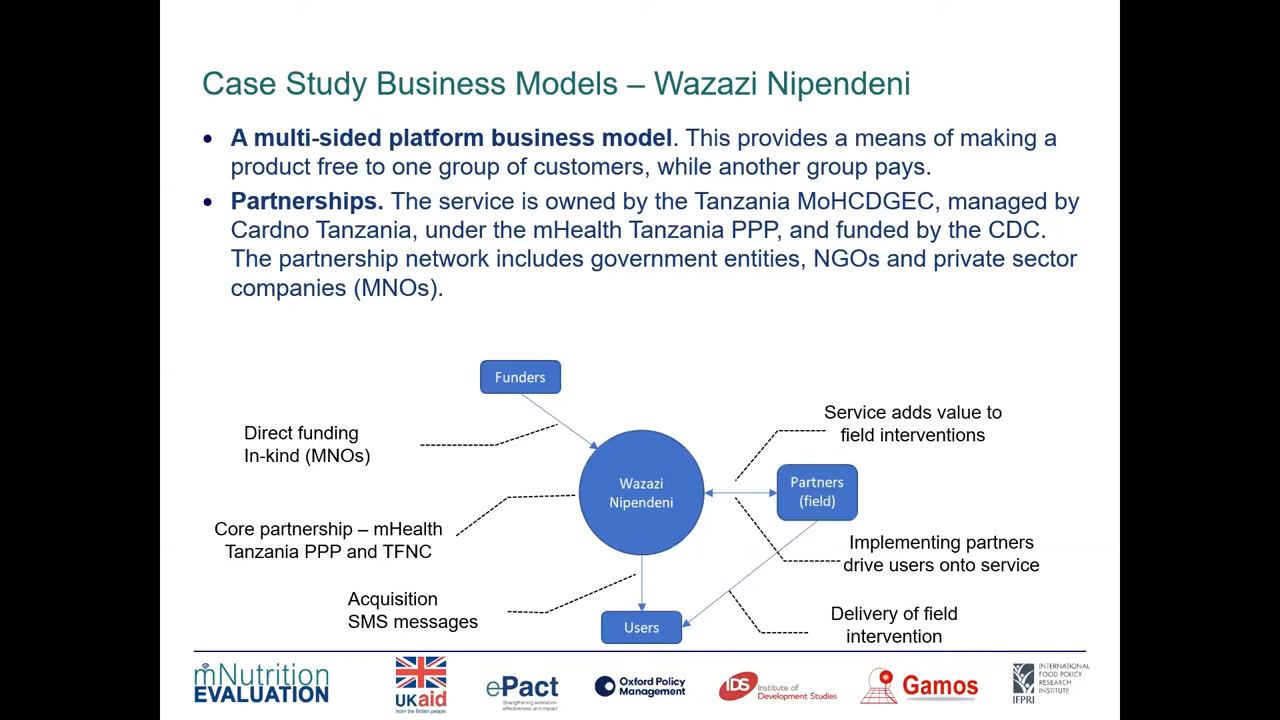 Case Study Business Models – Wazazi Nipendeni
• A multi-sided platform business model. This provides a means of making a
product free to one group of customers, while another group pays.
• Partnerships. The service is owned by the Tanzania MoHCDGEC, managed by
Cardno Tanzania, under the mHealth Tanzania PPP, and funded by the CDC.
The partnership network includes government entities, NGOs and private sector
companies (MNOs).
Funders
Direct funding
In-kind (MNOs)
Service adds value to
field interventions
Wazazi
Nipendeni
Partners
(field)
Core partnership – mHealth
Tanzania PPP and TFNC
Implementing partners
drive users onto service
Acquisition
SMS messages
Users
Delivery of field
intervention
mNutrition
EVALUATION
UKaid
from the British people
ePact
Strengthening evaluation
effectiveness and impact
Oxford Policy
Management
IDS
Institute of
Development Studies
Gamos
IFPRI
INTERNATIONAL
FOOD POLICY
RESEARCH
INSTITUTE